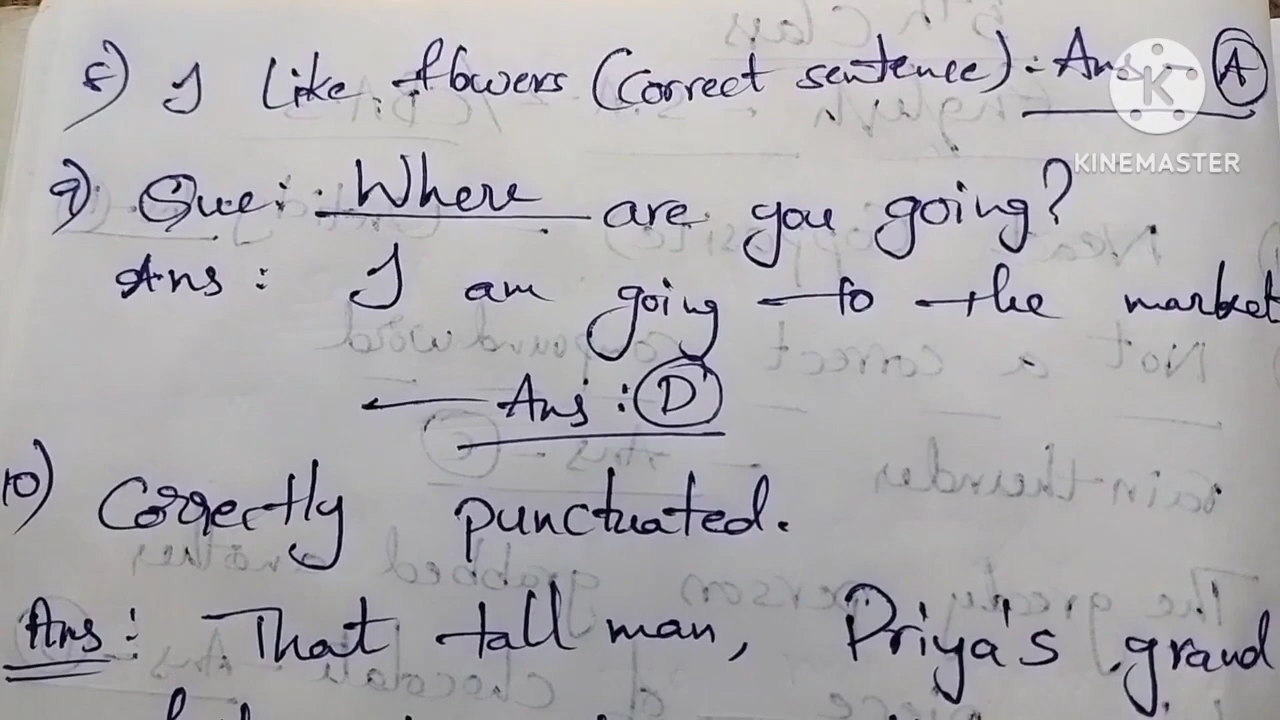 8) I Like flowers (Correct sentence) : Ans - A
K
KINEMASTER
9) Que: Where are you going?
Ans : I am going to the market
Ans : D
10) Correctly punctuated.
Ans : That tall man, Priya's grand